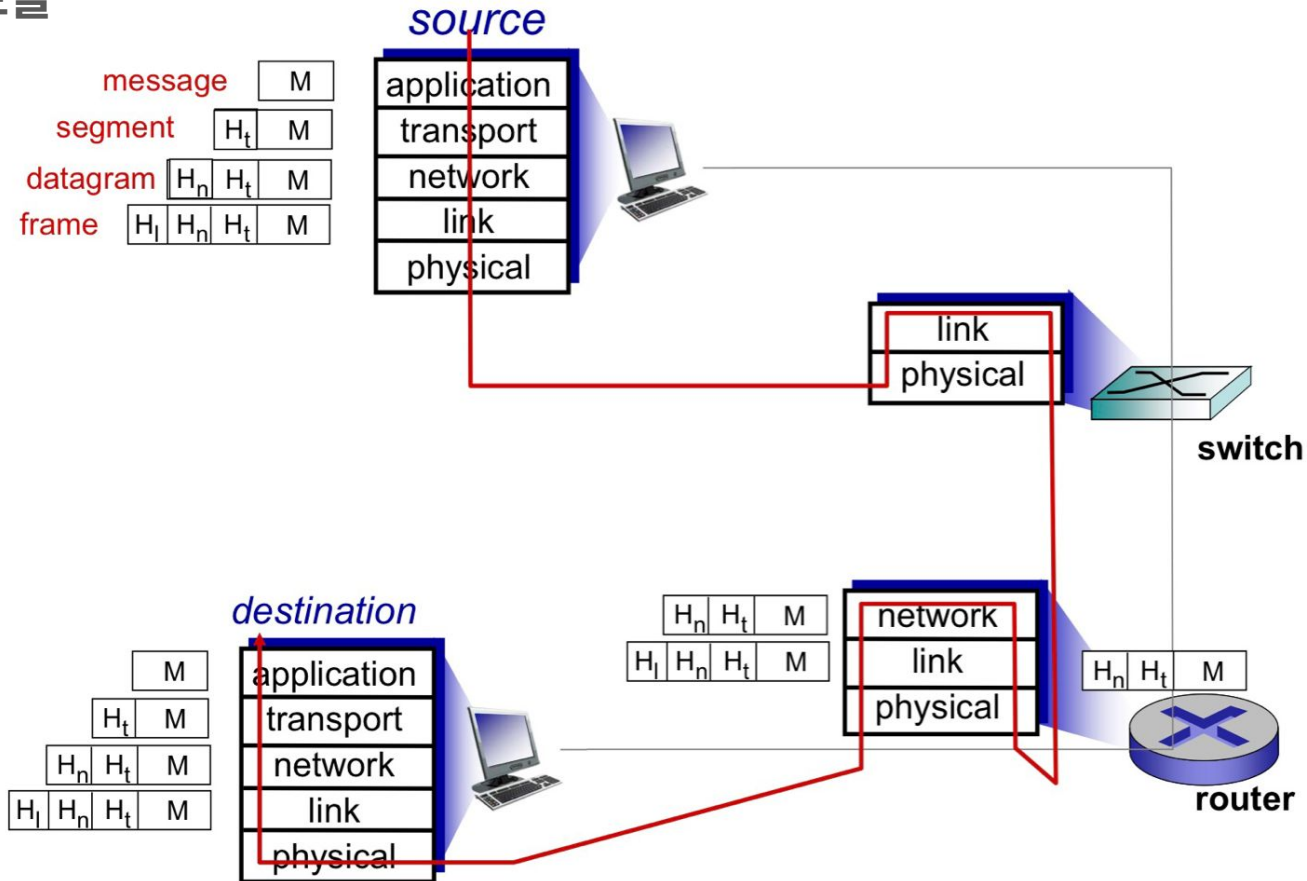 source
message M
segment Ht M
datagram Hn Ht M
frame Hl Hn Ht M
application
transport
network
link
physical
link
physical
switch
destination
M
Ht M
Hn Ht M
Hl Hn Ht M
application
transport
network
link
physical
Hn Ht M
Hl Hn Ht M
network
link
physical
Hn Ht M
router